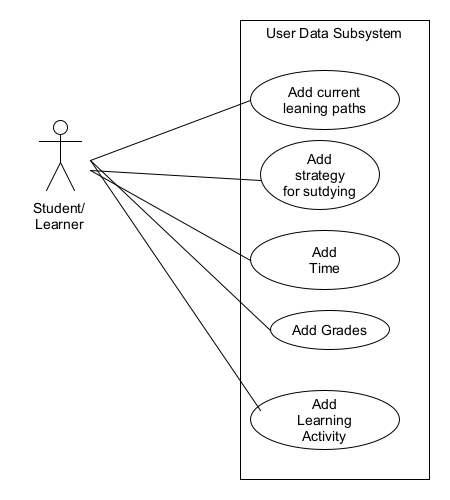 User Data Subsystem
Add current
leaning paths
Add
strategy
for sutdying
Student/
Learner
Add
Time
Add Grades
Add
Learning
Activity